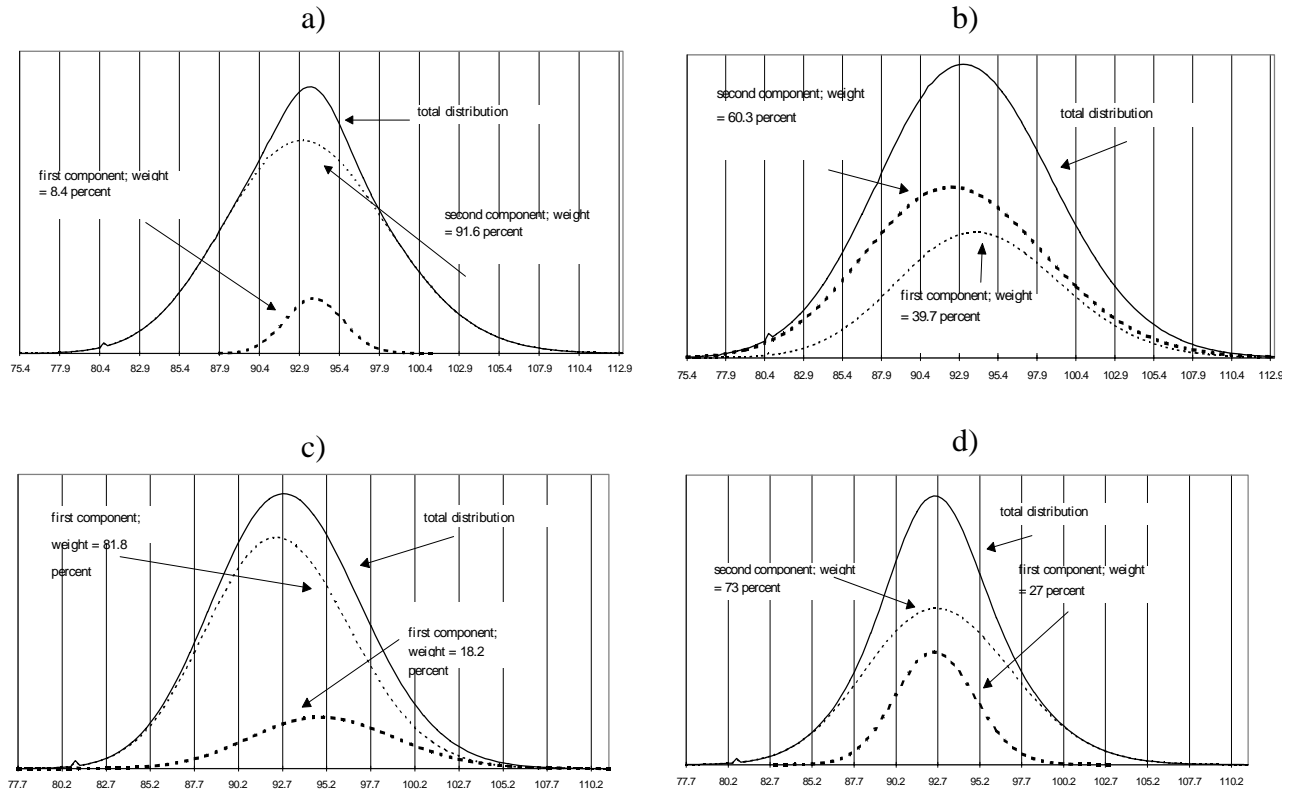 a)
total distribution
first component; weight
= 8.4 percent
second component; weight
= 91.6 percent
75.4 77.9 80.4 82.9 85.4 87.9 90.4 92.9 95.4 97.9 100.4 102.9 105.4 107.9 110.4 112.9
b)
second component; weight
= 60.3 percent
total distribution
first component; weight
= 39.7 percent
75.4 77.9 80.4 82.9 85.4 87.9 90.4 92.9 95.4 97.9 100.4 102.9 105.4 107.9 110.4 112.9
c)
first component;
weight = 81.8
percent
total distribution
first component;
weight = 18.2
percent
77.7 80.2 82.7 85.2 87.7 90.2 92.7 95.2 97.7 100.2 102.7 105.2 107.7 110.2
d)
total distribution
second component; weight
= 73 percent
first component; weight
= 27 percent
77.7 80.2 82.7 85.2 87.7 90.2 92.7 95.2 97.7 100.2 102.7 105.2 107.7 110.2